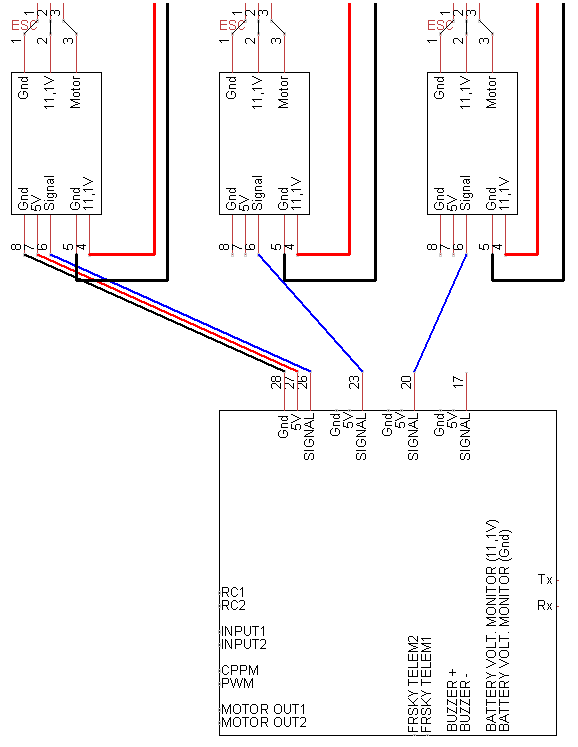 1 2 3
1 2 3
1 2 3
ESC
ESC
ESC
1 2 3
1 2 3
1 2 3
Gnd 11,1V Motor
Gnd 11,1V Motor
Gnd 11,1V Motor
Gnd 5V Signal Gnd 11,1V
Gnd 5V Signal Gnd 11,1V
Gnd 5V Signal Gnd 11,1V
8 7 6 5 4
8 7 6 5 4
8 7 6 5 4
28 27 26 23 20 17
Gnd 5V SIGNAL
Gnd 5V SIGNAL
Gnd 5V SIGNAL
Gnd 5V SIGNAL
RC1
RC2
INPUT1
INPUT2
CPPM
PWM
MOTOR OUT1
MOTOR OUT2
FRSKY TELEM2
FRSKY TELEM1
BUZZER +
BUZZER -
BATTERY VOLT. MONITOR (11,1V)
BATTERY VOLT. MONITOR (Gnd)
Tx
Rx